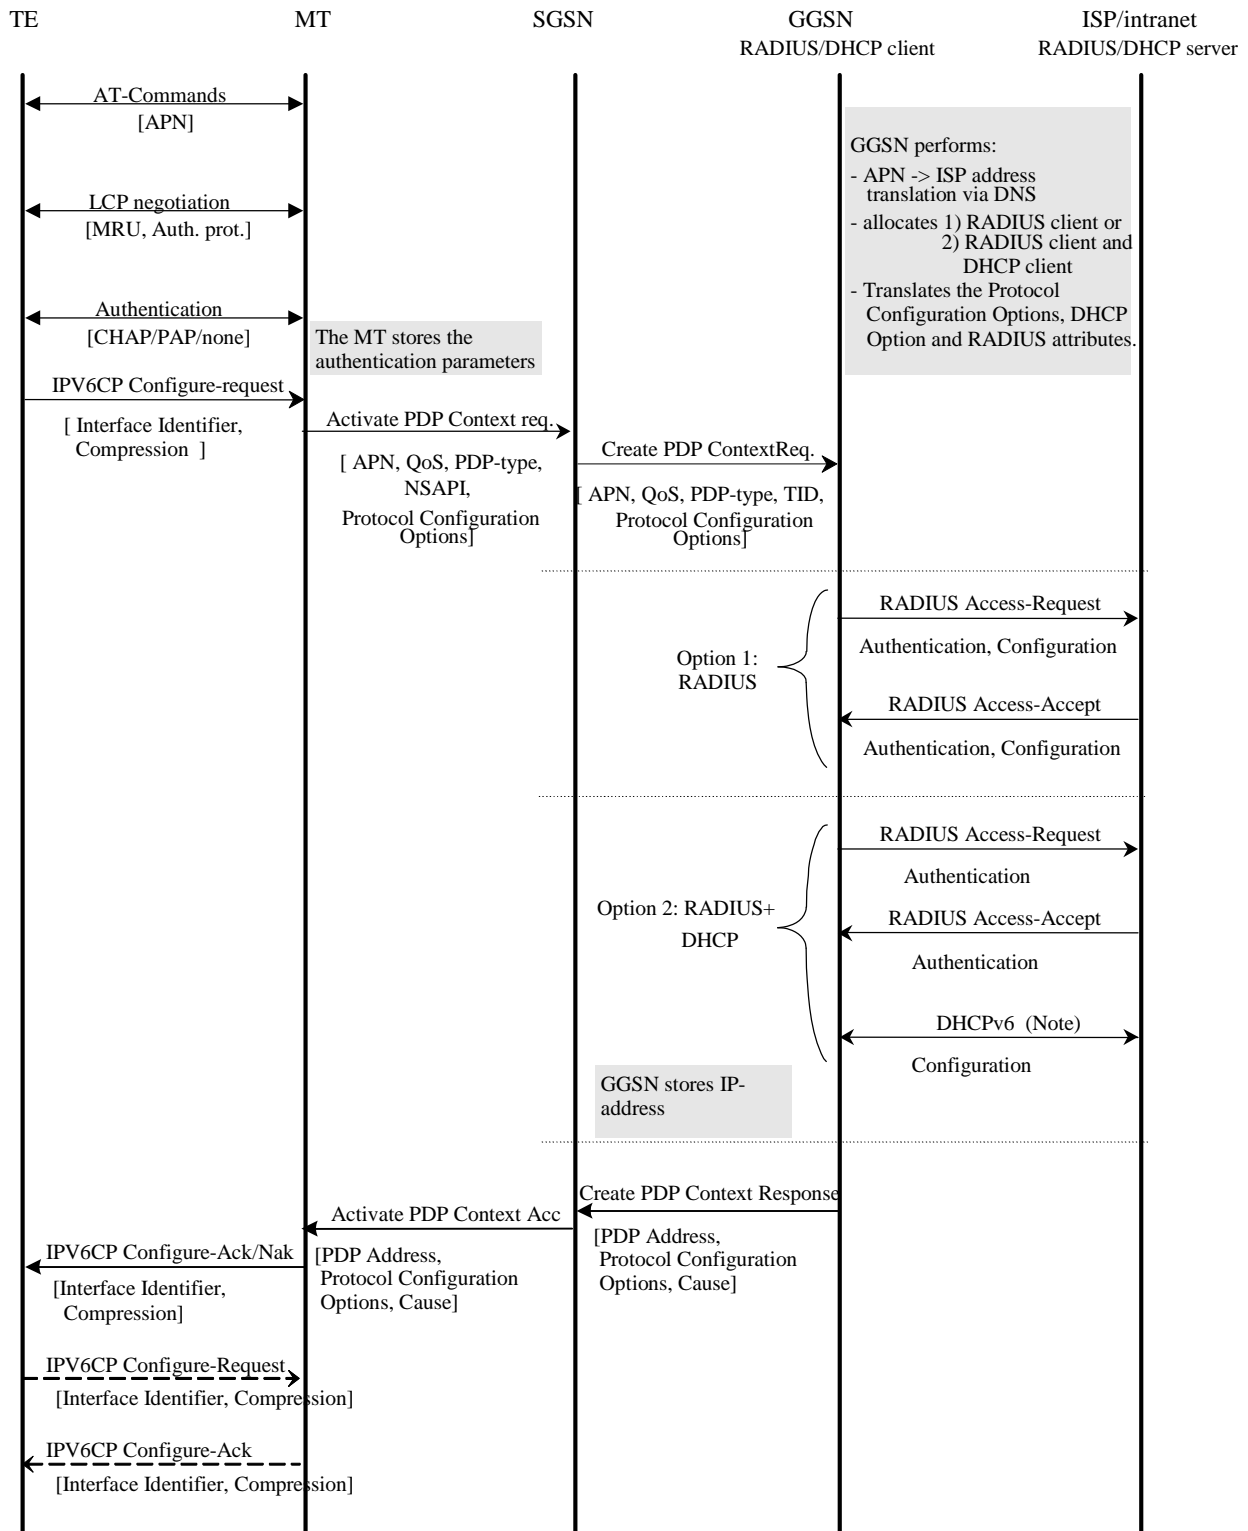 TE MT SGSN GGSN ISP/intranet
RADIUS/DHCP client RADIUS/DHCP server
AT-Commands
[APN]
GGSN performs:
- APN -> ISP address
translation via DNS
- allocates 1) RADIUS client or
2) RADIUS client and
DHCP client
- Translates the Protocol
Configuration Options, DHCP
Option and RADIUS attributes.
LCP negotiation
[MRU, Auth. prot.]
Authentication
[CHAP/PAP/none]
The MT stores the
authentication parameters
IPV6CP Configure-request
[ Interface Identifier,
Compression ]
Activate PDP Context req.
[ APN, QoS, PDP-type,
NSAPI,
Protocol Configuration
Options]
Create PDP ContextReq.
[ APN, QoS, PDP-type, TID,
Protocol Configuration
Options]
RADIUS Access-Request
Authentication, Configuration
Option 1:
RADIUS
RADIUS Access-Accept
Authentication, Configuration
RADIUS Access-Request
Authentication
Option 2: RADIUS+
DHCP
RADIUS Access-Accept
Authentication
DHCPv6 (Note)
Configuration
GGSN stores IP-
address
Create PDP Context Response
[PDP Address,
Protocol Configuration
Options, Cause]
Activate PDP Context Acc
[PDP Address,
Protocol Configuration
Options, Cause]
IPV6CP Configure-Ack/Nak
[Interface Identifier,
Compression]
IPV6CP Configure-Request
[Interface Identifier, Compression]
IPV6CP Configure-Ack
[Interface Identifier, Compression]